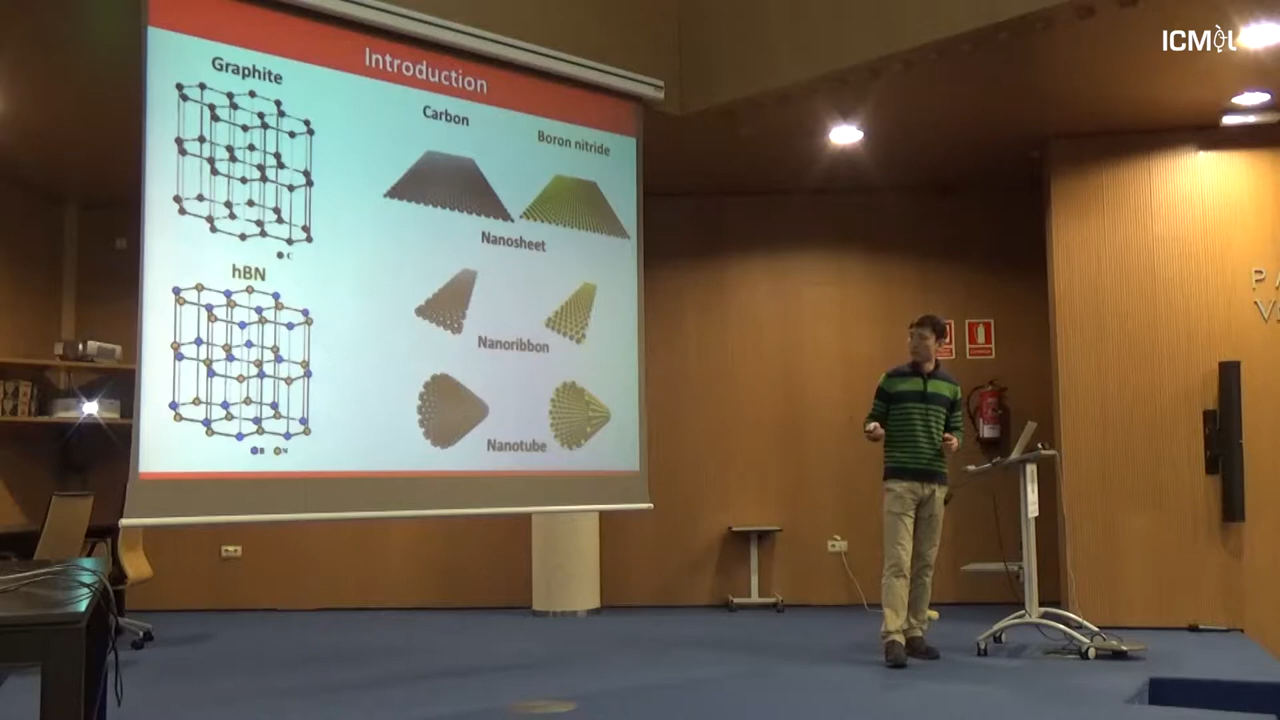 ICMol
Introduction
Graphite
Carbon
Boron nitride
Nanosheet
C
hBN
Nanoribbon
Nanotube
B N